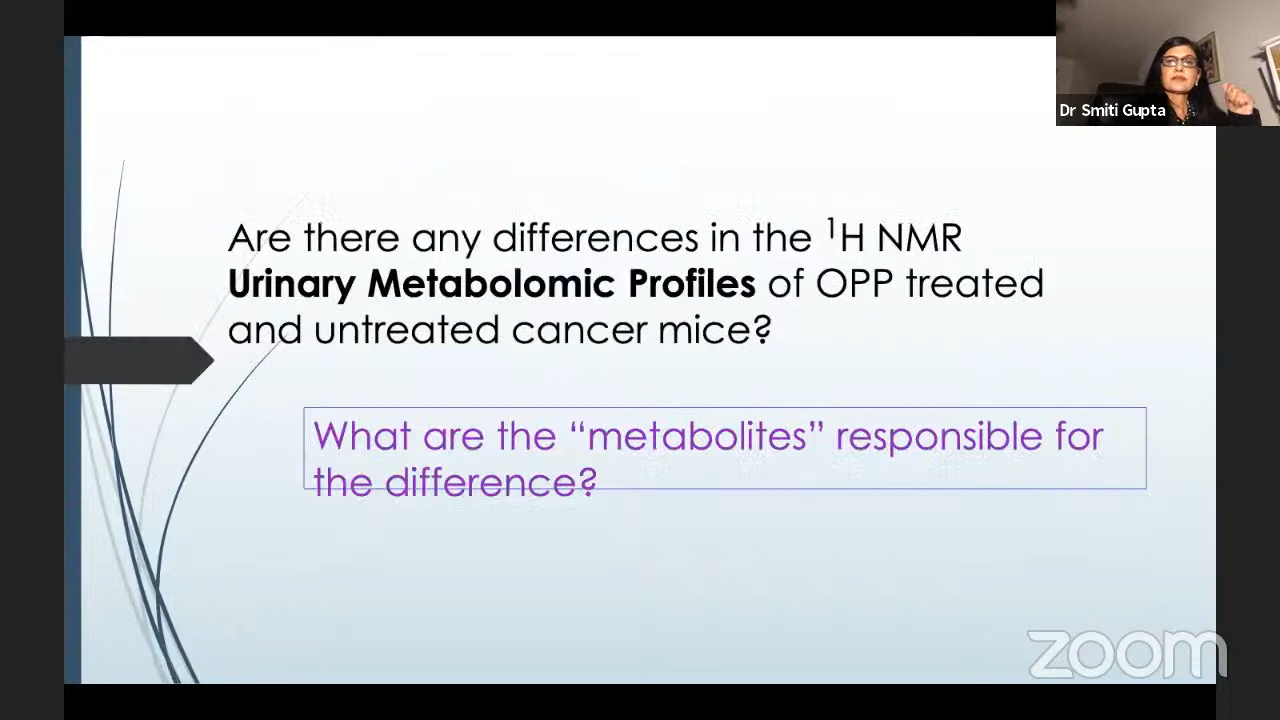 Dr Smiti Gupta
Are there any differences in the ¹H NMR
Urinary Metabolomic Profiles of OPP treated
and untreated cancer mice?
What are the “metabolites” responsible for
the difference?
zoom